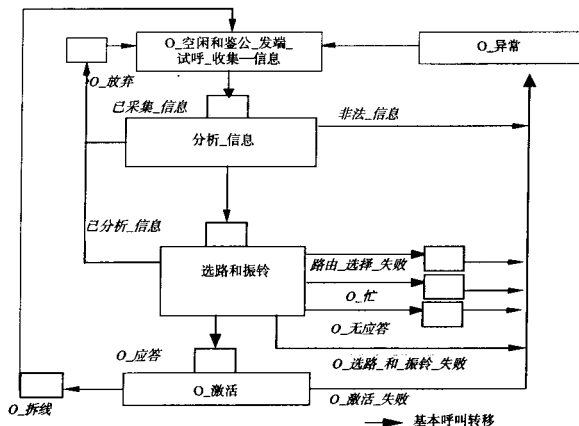 O_空闲和鉴公_发端_
试呼_收集—信息
O_异常
O_放弃
已采集_信息
分析_信息
非法_信息
已分析_信息
选路和振铃
路由_选择_失败
O_忙
O_无应答
O_应答
O_选路_和_振铃_失败
O_激活
O_拆线
O_激活_失败
基本呼叫转移